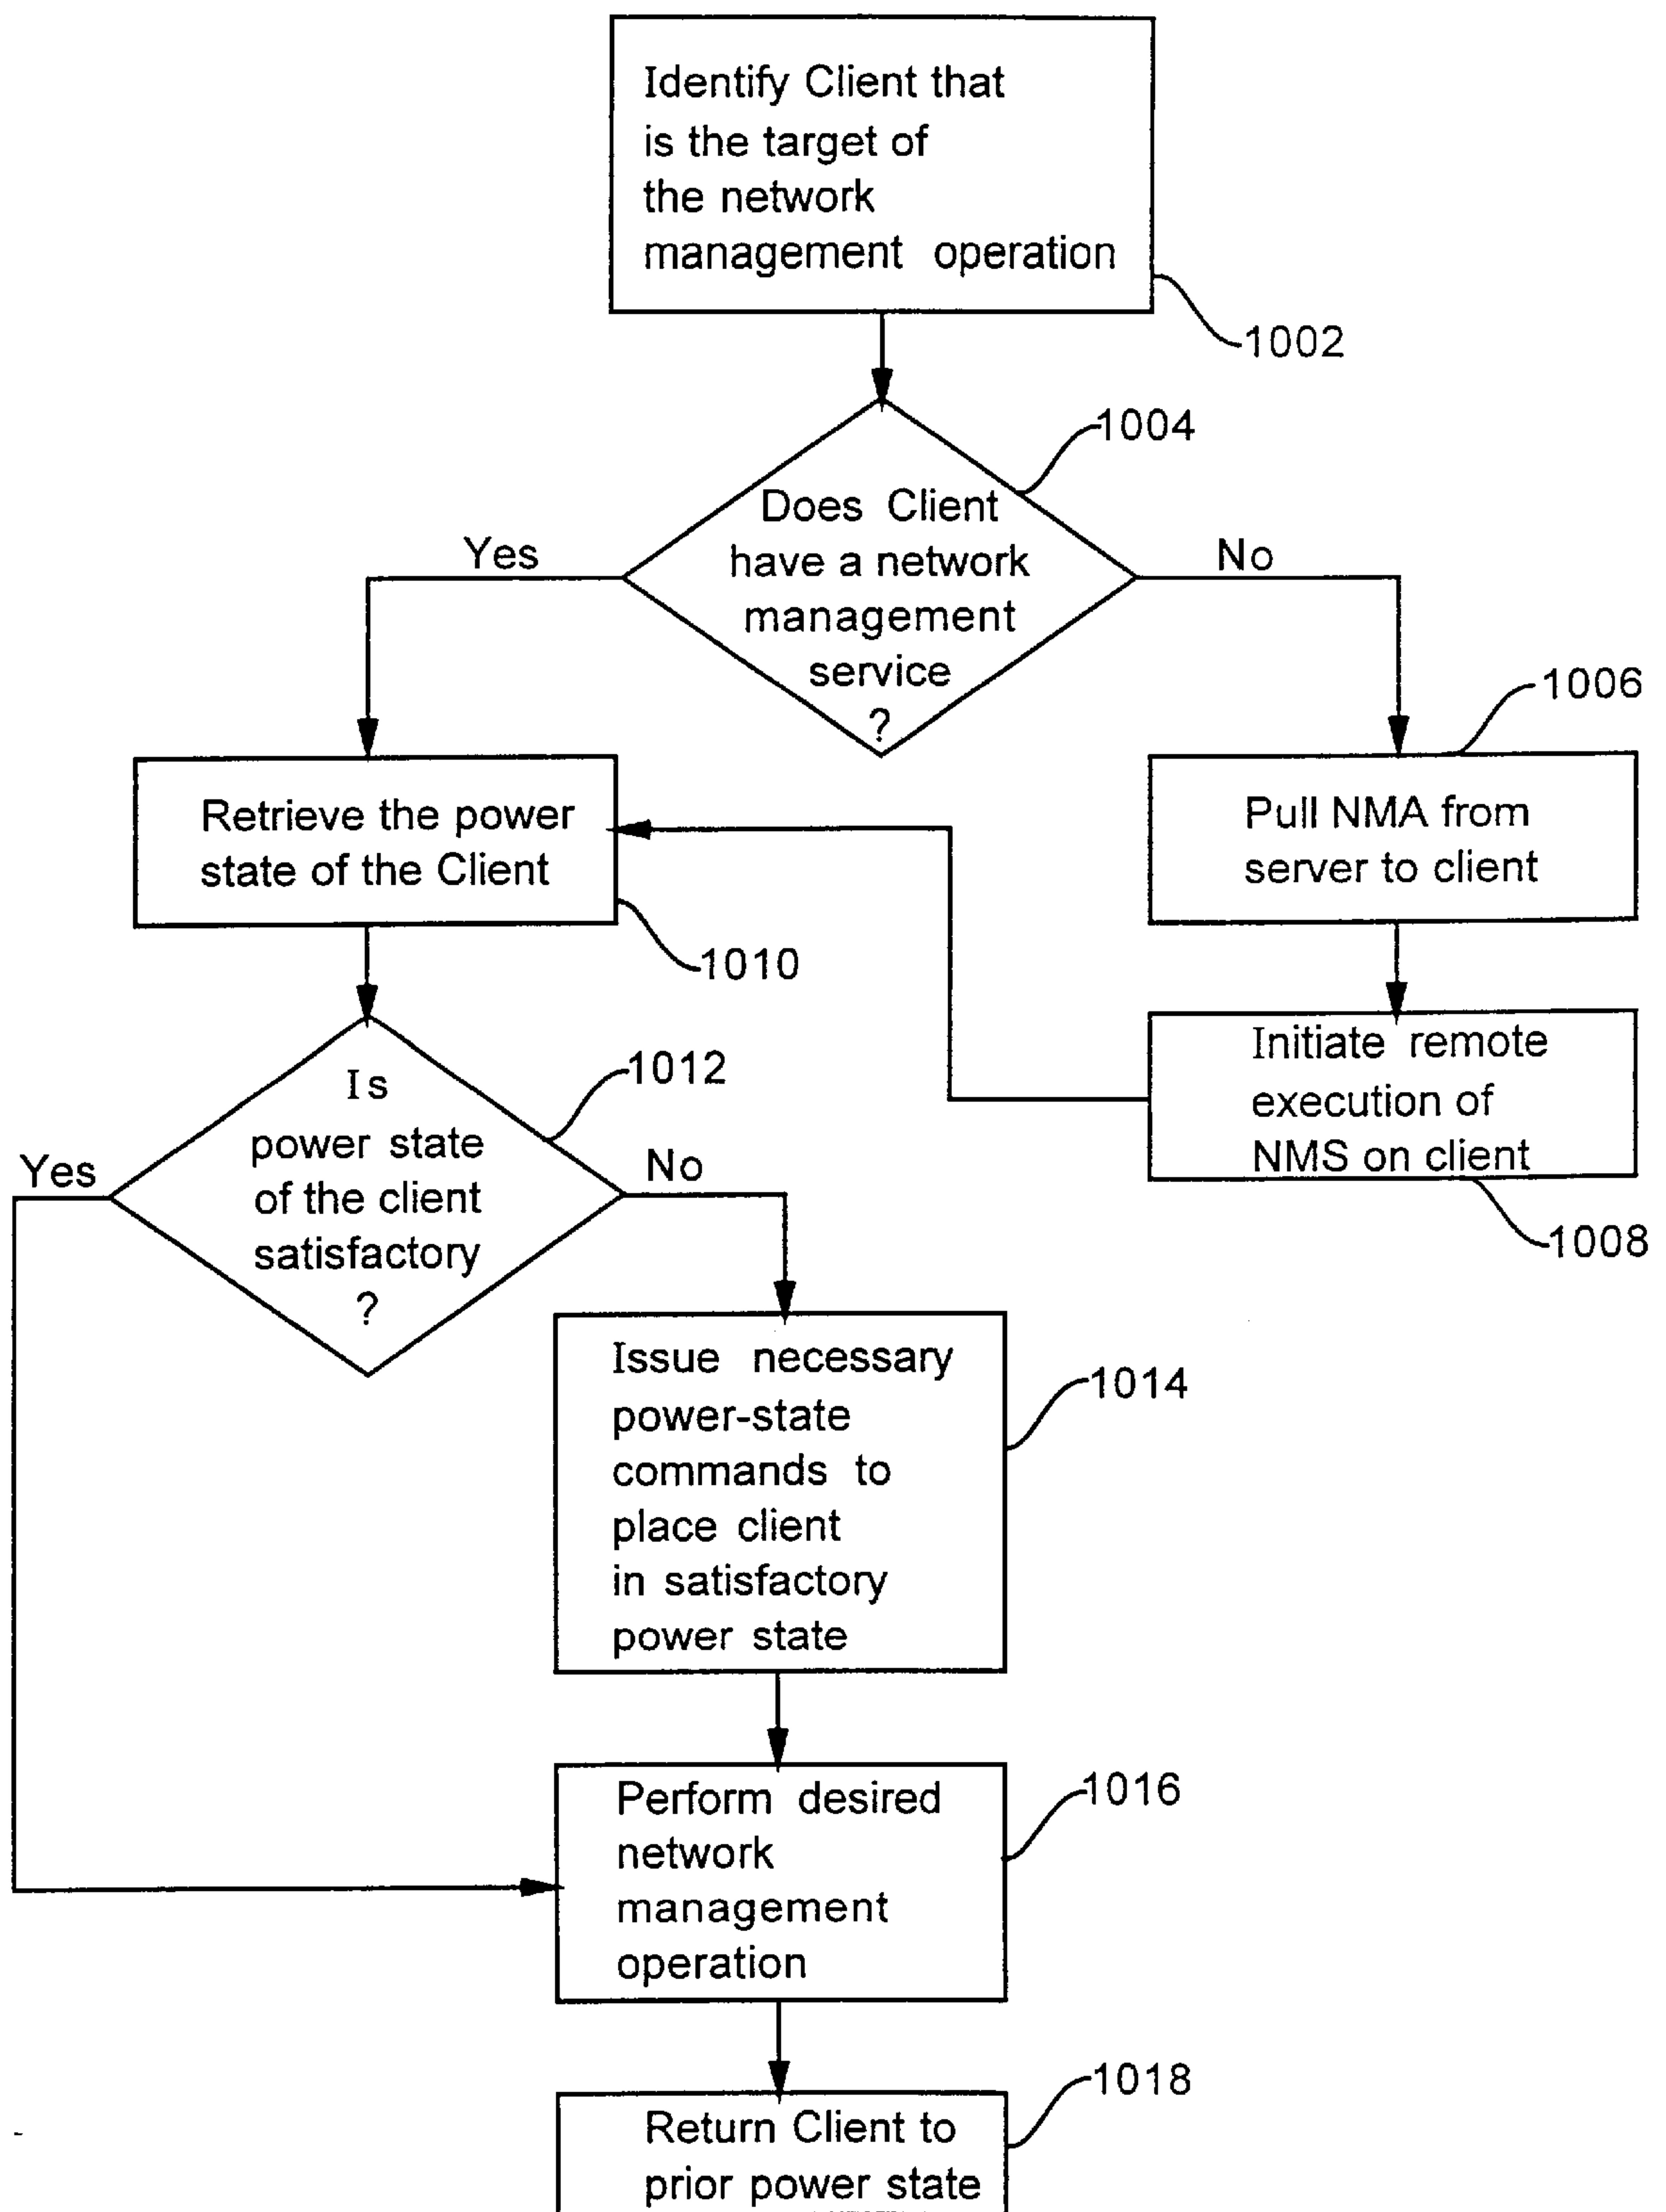 Identify Client that
is the target of
the network
management operation
1002
1004
Does Client
have a network
management
service
?
Yes
No
1006
Pull NMA from
server to client
Retrieve the power
state of the Client
1010
Initiate remote
execution of
NMS on client
1008
1012
Is
power state
of the client
satisfactory
?
Yes
No
Issue necessary
power-state
commands to
place client
in satisfactory
power state
1014
Perform desired
network
management
operation
1016
1018
Return Client to
prior power state